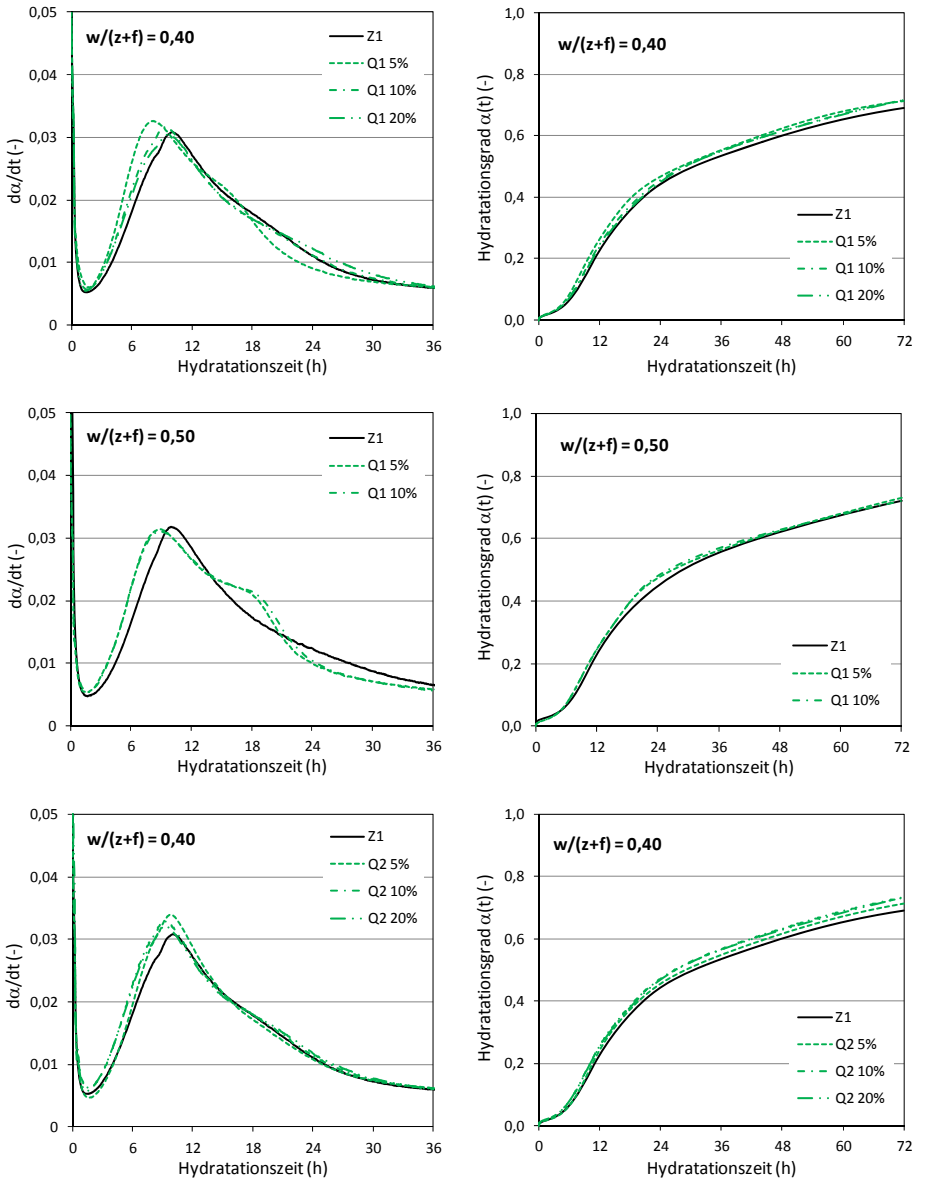 w/(z+f) = 0,40
Z1
Q1 5%
Q1 10%
Q1 20%
0,05
0,04
0,03
0,02
0,01
0
dα/dt (-)
0 6 12 18 24 30 36
Hydratationszeit (h)
w/(z+f) = 0,40
Z1
Q1 5%
Q1 10%
Q1 20%
1,0
0,8
0,6
0,4
0,2
0,0
Hydratationsgrad α(t) (-)
0 12 24 36 48 60 72
Hydratationszeit (h)
w/(z+f) = 0,50
Z1
Q1 5%
Q1 10%
0,05
0,04
0,03
0,02
0,01
0
dα/dt (-)
0 6 12 18 24 30 36
Hydratationszeit (h)
w/(z+f) = 0,50
Z1
Q1 5%
Q1 10%
1,0
0,8
0,6
0,4
0,2
0,0
Hydratationsgrad α(t) (-)
0 12 24 36 48 60 72
Hydratationszeit (h)
w/(z+f) = 0,40
Z1
Q2 5%
Q2 10%
Q2 20%
0,05
0,04
0,03
0,02
0,01
0
dα/dt (-)
0 6 12 18 24 30 36
Hydratationszeit (h)
w/(z+f) = 0,40
Z1
Q2 5%
Q2 10%
Q2 20%
1,0
0,8
0,6
0,4
0,2
0,0
Hydratationsgrad α(t) (-)
0 12 24 36 48 60 72
Hydratationszeit (h)